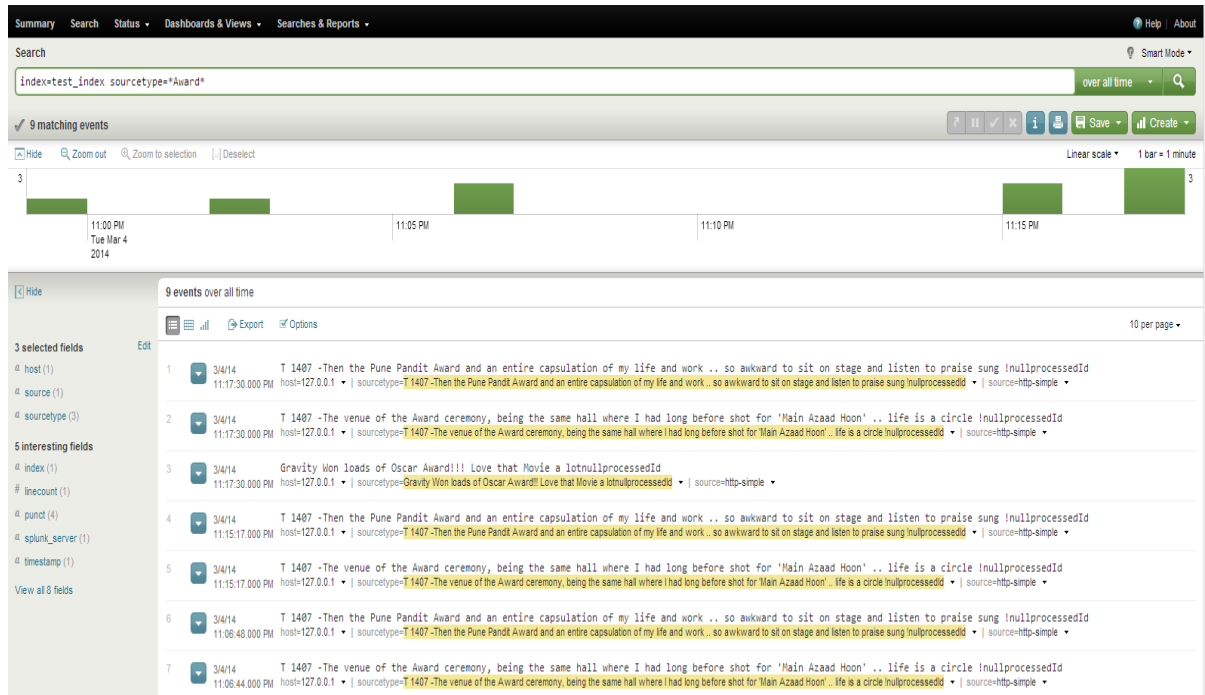 Summary Search Status Dashboards & Views Searches & Reports Help | About
Search Smart Mode
index=test_index sourcetype=*Award* over all time
9 matching events i Save Create
Hide Zoom out Zoom to selection Deselect Linear scale 1 bar = 1 minute
3 3
11:00 PM 11:05 PM 11:10 PM 11:15 PM
Tue Mar 4
2014
Hide 9 events over all time
Export Options 10 per page
3 selected fields Edit
a host (1)
a source (1)
a sourcetype (3)
5 interesting fields
a index (1)
# linecount (1)
a punct (4)
a splunk_server (1)
a timestamp (1)
View all 8 fields
1 3/4/14 T 1407 -Then the Pune Pandit Award and an entire capsulation of my life and work .. so awkward to sit on stage and listen to praise sung !nullprocessedId
11:17:30.000 PM host=127.0.0.1 | sourcetype=T 1407 -Then the Pune Pandit Award and an entire capsulation of my life and work .. so awkward to sit on stage and listen to praise sung !nullprocessedId | source=http-simple
2 3/4/14 T 1407 -The venue of the Award ceremony, being the same hall where I had long before shot for 'Main Azaad Hoon' .. life is a circle !nullprocessedId
11:17:30.000 PM host=127.0.0.1 | sourcetype=T 1407 -The venue of the Award ceremony, being the same hall where I had long before shot for 'Main Azaad Hoon' .. life is a circle !nullprocessedId | source=http-simple
3 3/4/14 Gravity Won loads of Oscar Award!!! Love that Movie a lotnullprocessedId
11:17:30.000 PM host=127.0.0.1 | sourcetype=Gravity Won loads of Oscar Award!!! Love that Movie a lotnullprocessedId | source=http-simple
4 3/4/14 T 1407 -Then the Pune Pandit Award and an entire capsulation of my life and work .. so awkward to sit on stage and listen to praise sung !nullprocessedId
11:15:17.000 PM host=127.0.0.1 | sourcetype=T 1407 -Then the Pune Pandit Award and an entire capsulation of my life and work .. so awkward to sit on stage and listen to praise sung !nullprocessedId | source=http-simple
5 3/4/14 T 1407 -The venue of the Award ceremony, being the same hall where I had long before shot for 'Main Azaad Hoon' .. life is a circle !nullprocessedId
11:15:17.000 PM host=127.0.0.1 | sourcetype=T 1407 -The venue of the Award ceremony, being the same hall where I had long before shot for 'Main Azaad Hoon' .. life is a circle !nullprocessedId | source=http-simple
6 3/4/14 T 1407 -Then the Pune Pandit Award and an entire capsulation of my life and work .. so awkward to sit on stage and listen to praise sung !nullprocessedId
11:06:48.000 PM host=127.0.0.1 | sourcetype=T 1407 -Then the Pune Pandit Award and an entire capsulation of my life and work .. so awkward to sit on stage and listen to praise sung !nullprocessedId | source=http-simple
7 3/4/14 T 1407 -The venue of the Award ceremony, being the same hall where I had long before shot for 'Main Azaad Hoon' .. life is a circle !nullprocessedId
11:06:44.000 PM host=127.0.0.1 | sourcetype=T 1407 -The venue of the Award ceremony, being the same hall where I had long before shot for 'Main Azaad Hoon' .. life is a circle !nullprocessedId | source=http-simple